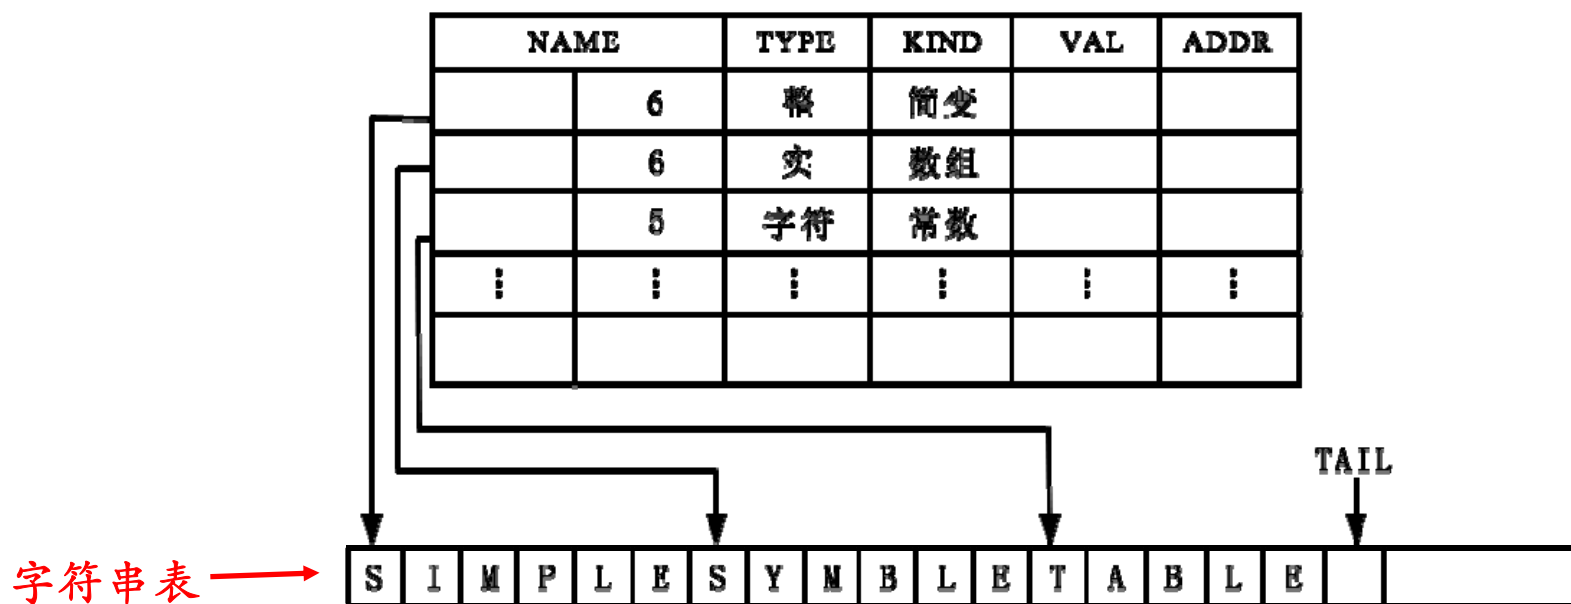 NAME TYPE KIND VAL ADDR
6 整 简变
6 实 数组
5 字符 常数
⋮ ⋮ ⋮ ⋮ ⋮ ⋮
TAIL
字符串表 S I M P L E S Y M B L E T A B L E